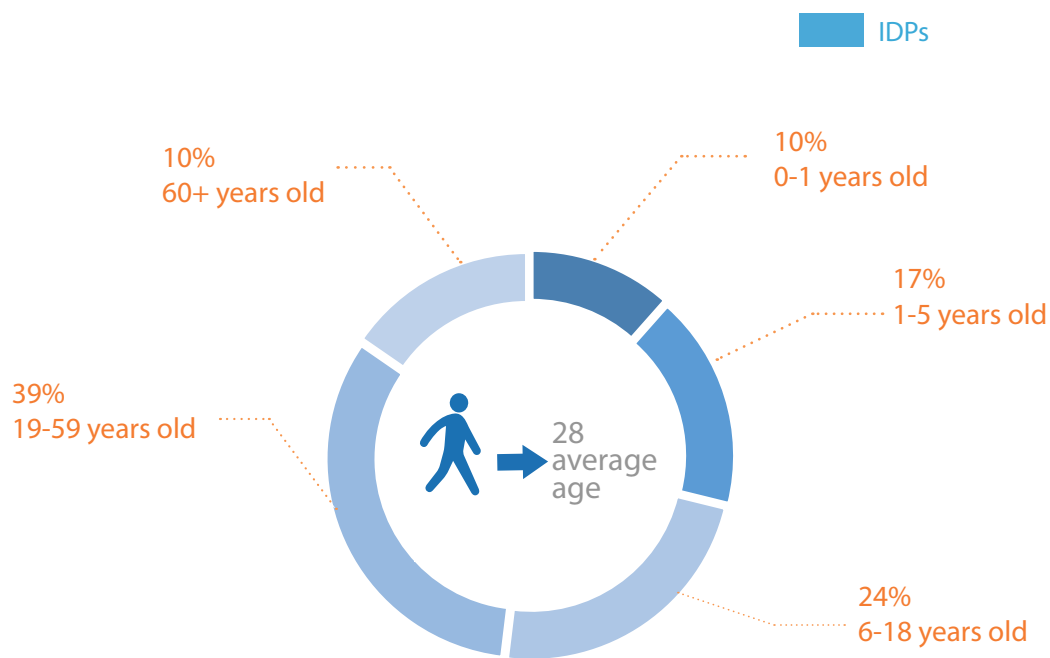 IDPs
10%
60+ years old
10%
0-1 years old
17%
1-5 years old
39%
19-59 years old
28
average
age
24%
6-18 years old